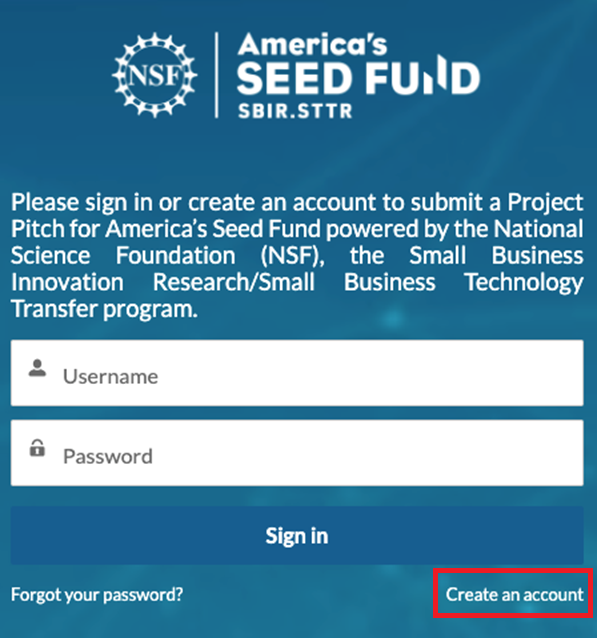 NSF
America's
SEED FUND
SBIR.STTR
Please sign in or create an account to submit a Project
Pitch for America's Seed Fund powered by the National
Science Foundation (NSF), the Small Business
Innovation Research/Small Business Technology
Transfer program.
Username
Password
Sign in
Forgot your password?
Create an account